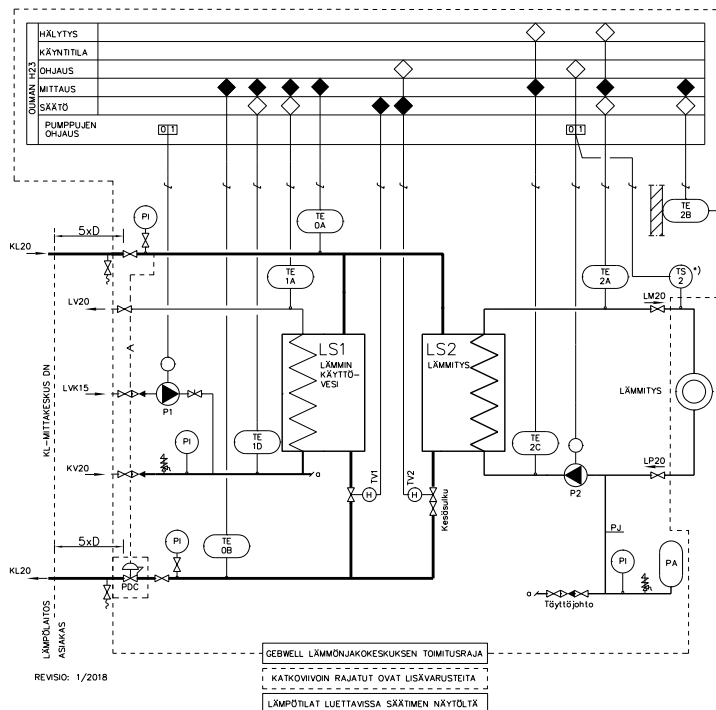 OUMAN H23
HÄLYTYS
KÄYNTITILA
OHJAUS
MITTAUS
SÄÄTÖ
PUMPPUJEN
OHJAUS
0 1
0 1
TE
2B
5xD
PI
TE
0A
KL20
TE
1A
TE
2A
TS
2
*)
LV20
LM20
LS1
LÄMMIN
KÄYTTÖ-
VESI
LS2
LÄMMITYS
KL-MITTAKESKUS DN
LVK15
P1
LÄMMITYS
PI
TE
1D
TE
2C
KV20
a
TV1
H
TV2
H
Kesäsulku
P2
LP20
5xD
PI
TE
0B
PJ
KL20
PDC
PI
PA
a
Täyttöjohto
LÄMPÖLAITOS
ASIAKAS
GEBWELL LÄMMÖNJAKOKESKUKSEN TOIMITUSRAJA
REVISIO: 1/2018
KATKOVIIVOIN RAJATUT OVAT LISÄVARUSTEITA
LÄMPÖTILAT LUETTAVISSA SÄÄTIMEN NÄYTÖLTÄ